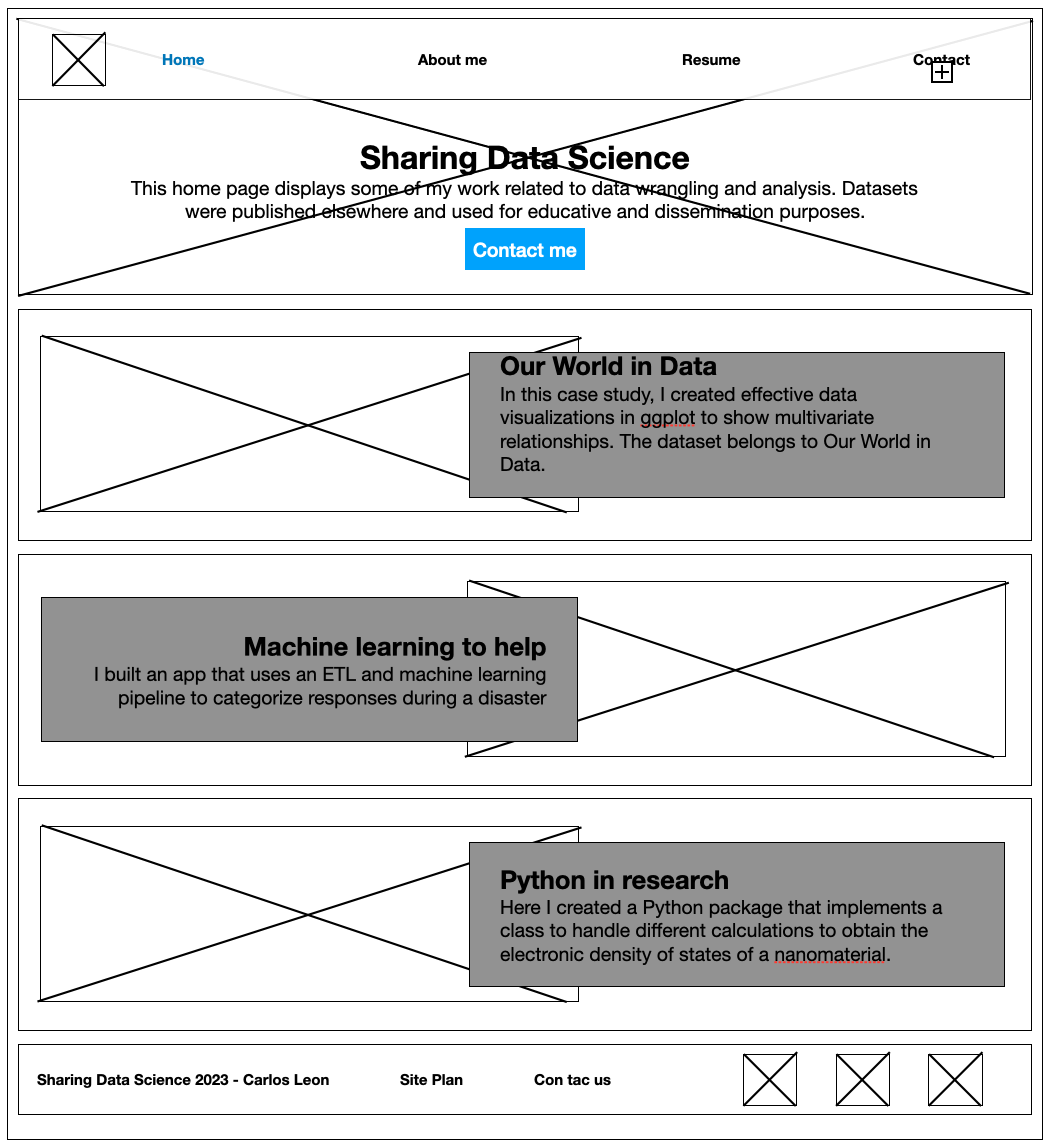 Home About me Resume Contact
Sharing Data Science
This home page displays some of my work related to data wrangling and analysis. Datasets
were published elsewhere and used for educative and dissemination purposes.
Contact me
Our World in Data
In this case study, I created effective data
visualizations in ggplot to show multivariate
relationships. The dataset belongs to Our World in
Data.
Machine learning to help
I built an app that uses an ETL and machine learning
pipeline to categorize responses during a disaster
Python in research
Here I created a Python package that implements a
class to handle different calculations to obtain the
electronic density of states of a nanomaterial.
Sharing Data Science 2023 - Carlos Leon Site Plan Con tac us